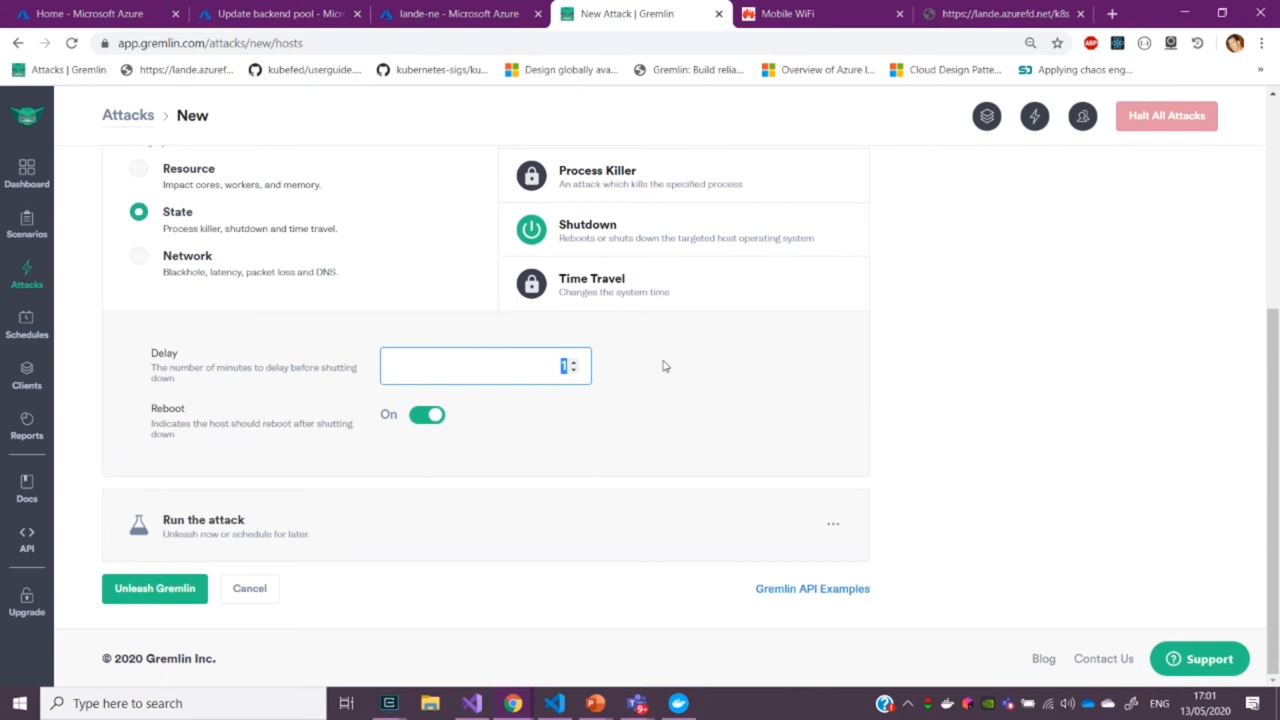 Home - Microsoft Azure
Update backend pool - Micr
lande-ne - Microsoft Azure
New Attack | Gremlin
Mobile WiFi
https://lande.azurefd.net/k8s
app.gremlin.com/attacks/new/hosts
ABP
Attacks | Gremlin
https://lande.azuref...
kubefed/userguide....
kubernetes-sigs/ku...
Design globally ava...
Gremlin: Build relia...
Overview of Azure l...
Cloud Design Patte...
Applying chaos eng...
»
Attacks > New
Halt All Attacks
Dashboard
Scenarios
Attacks
Schedules
Clients
Reports
Docs
API
Upgrade
Resource
Impact cores, workers, and memory.
State
Process killer, shutdown and time travel.
Network
Blackhole, latency, packet loss and DNS.
Process Killer
An attack which kills the specified process
Shutdown
Reboots or shuts down the targeted host operating system
Time Travel
Changes the system time
Delay
The number of minutes to delay before shutting
down
1
Reboot
Indicates the host should reboot after shutting
down
On
Run the attack
Unleash now or schedule for later.
...
Unleash Gremlin
Cancel
Gremlin API Examples
© 2020 Gremlin Inc.
Blog
Contact Us
Support
Type here to search
ENG
17:01
13/05/2020